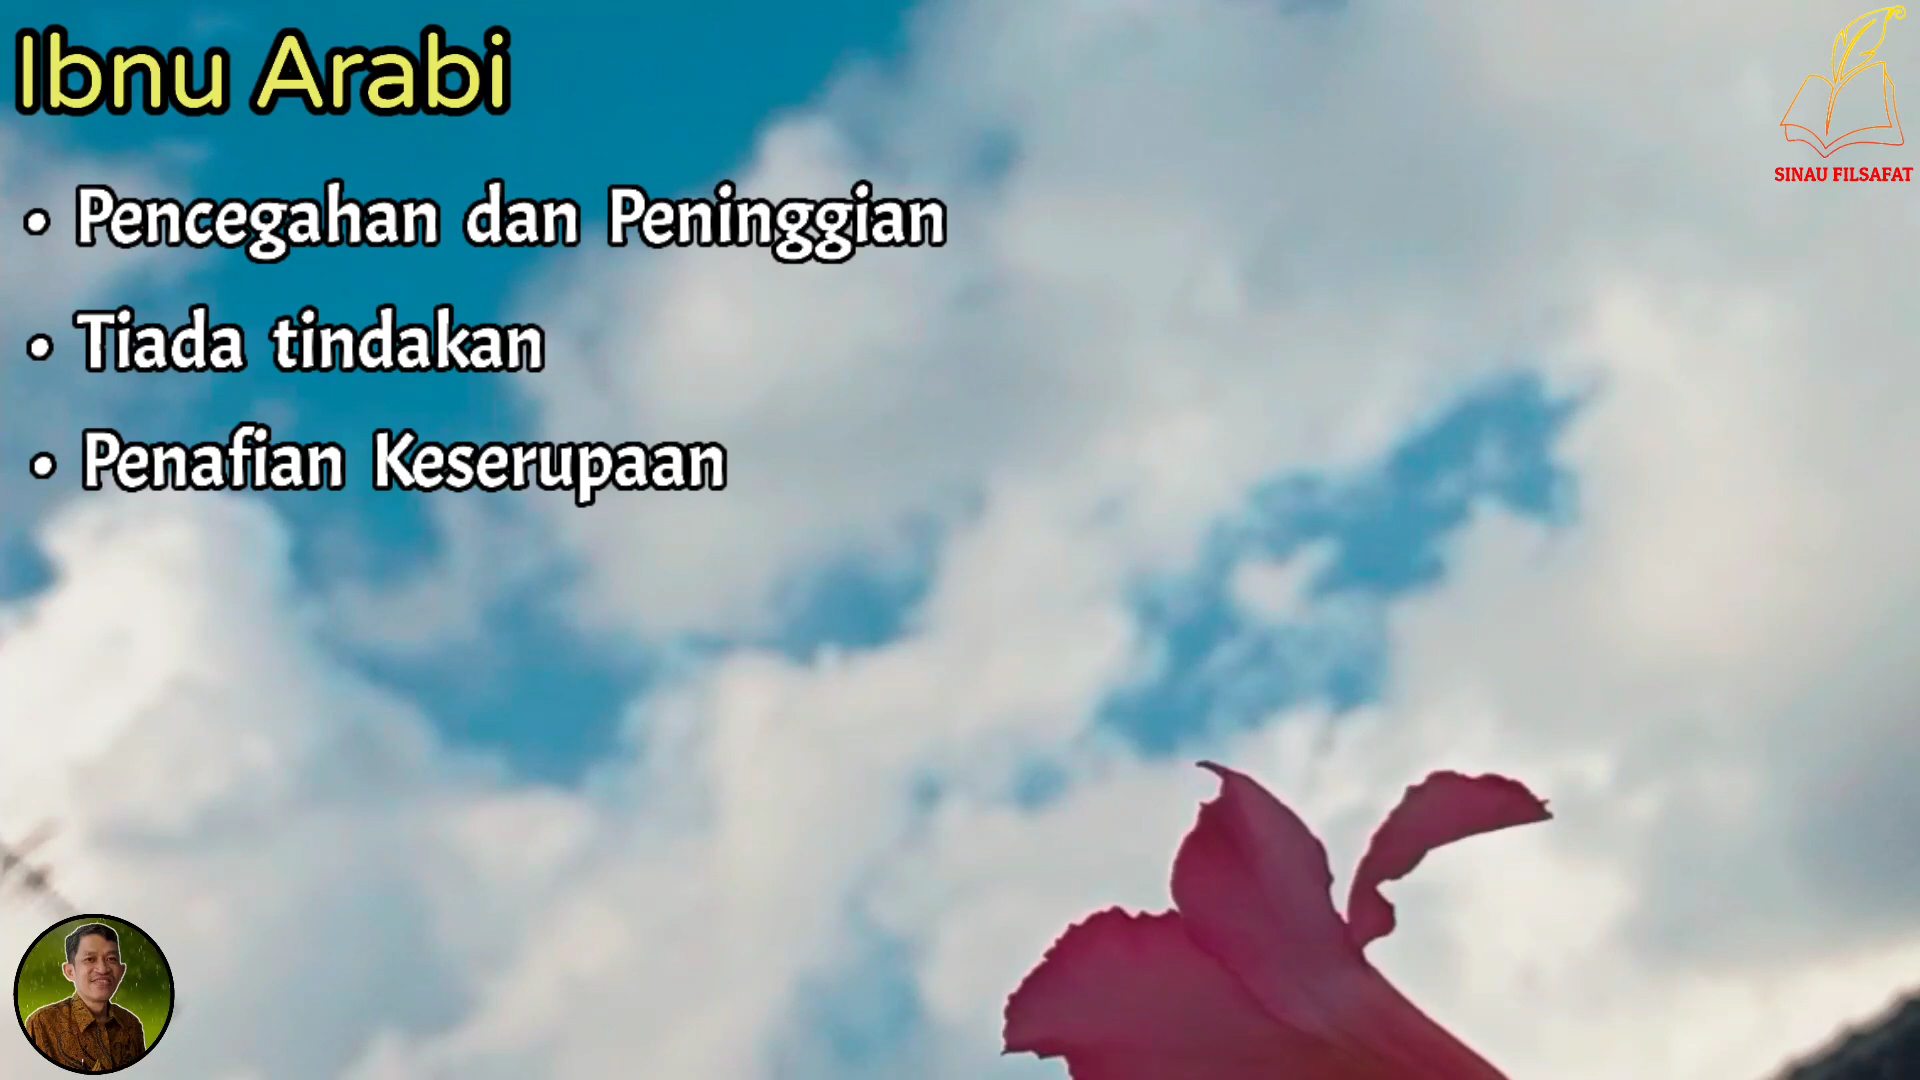 Ibnu Arabi
SINAU FILSAFAT
• Pencegahan dan Peninggian
• Tiada tindakan
• Penafian Keserupaan